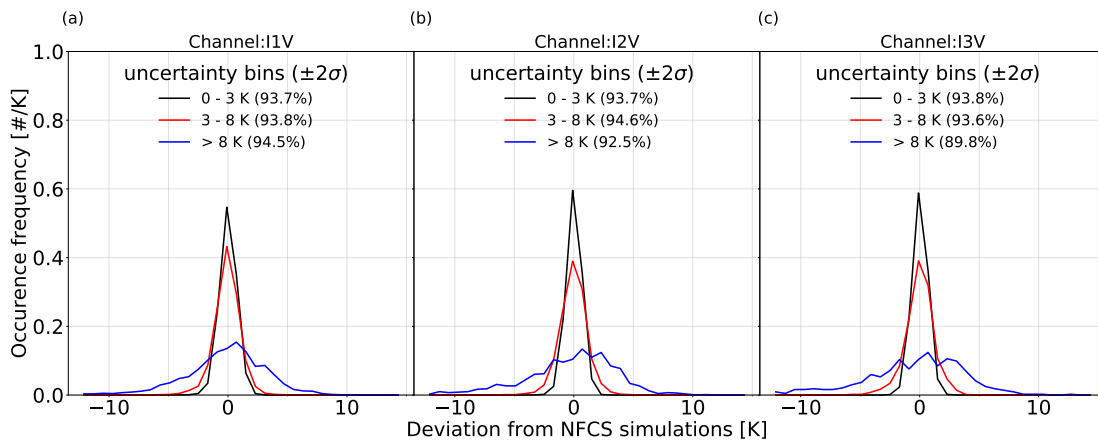 (a)
Channel:I1V
uncertainty bins (±2σ)
0 - 3 K (93.7%)
3 - 8 K (93.8%)
> 8 K (94.5%)
(b)
Channel:I2V
uncertainty bins (±2σ)
0 - 3 K (93.7%)
3 - 8 K (94.6%)
> 8 K (92.5%)
(c)
Channel:I3V
uncertainty bins (±2σ)
0 - 3 K (93.8%)
3 - 8 K (93.6%)
> 8 K (89.8%)
Occurence frequency [#/K]
1.0
0.8
0.6
0.4
0.2
0.0
−10 0 10
−10 0 10
−10 0 10
Deviation from NFCS simulations [K]